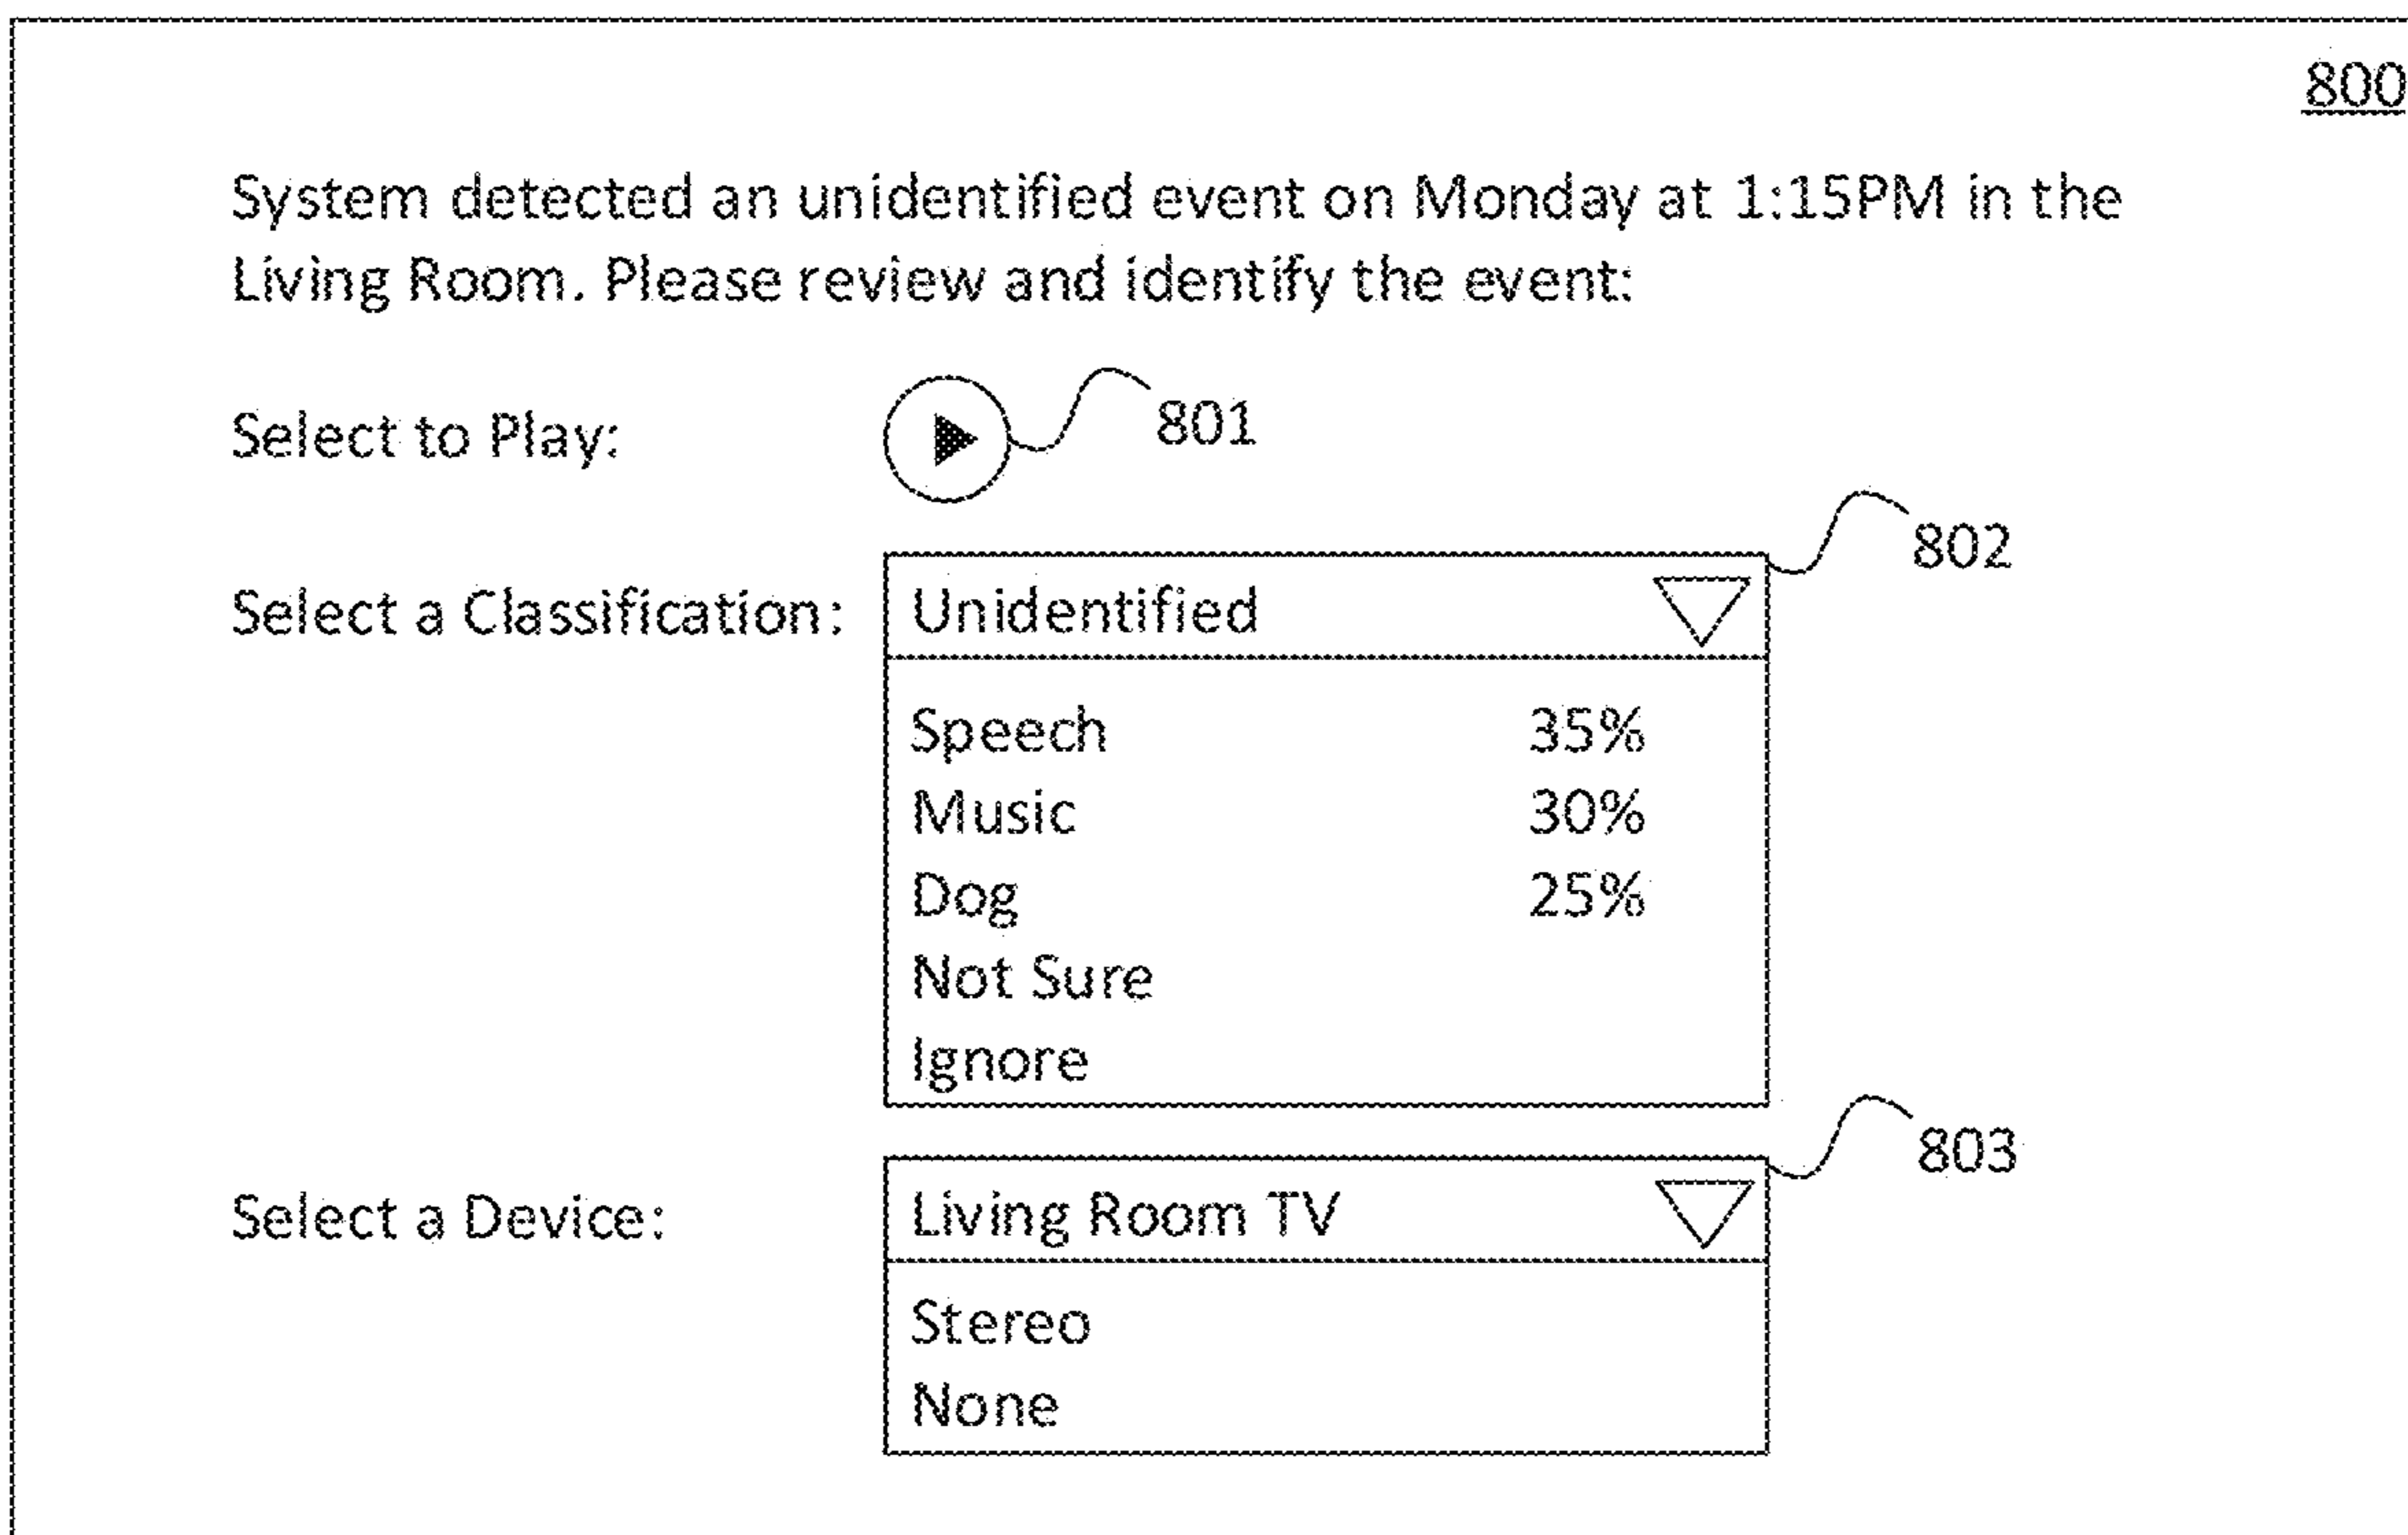 800
System detected an unidentified event on Monday at 1:15PM in the
Living Room. Please review and identify the event:
Select to Play:
801
802
Select a Classification:
Unidentified
Speech 35%
Music 30%
Dog 25%
Not Sure
Ignore
803
Select a Device:
Living Room TV
Stereo
None